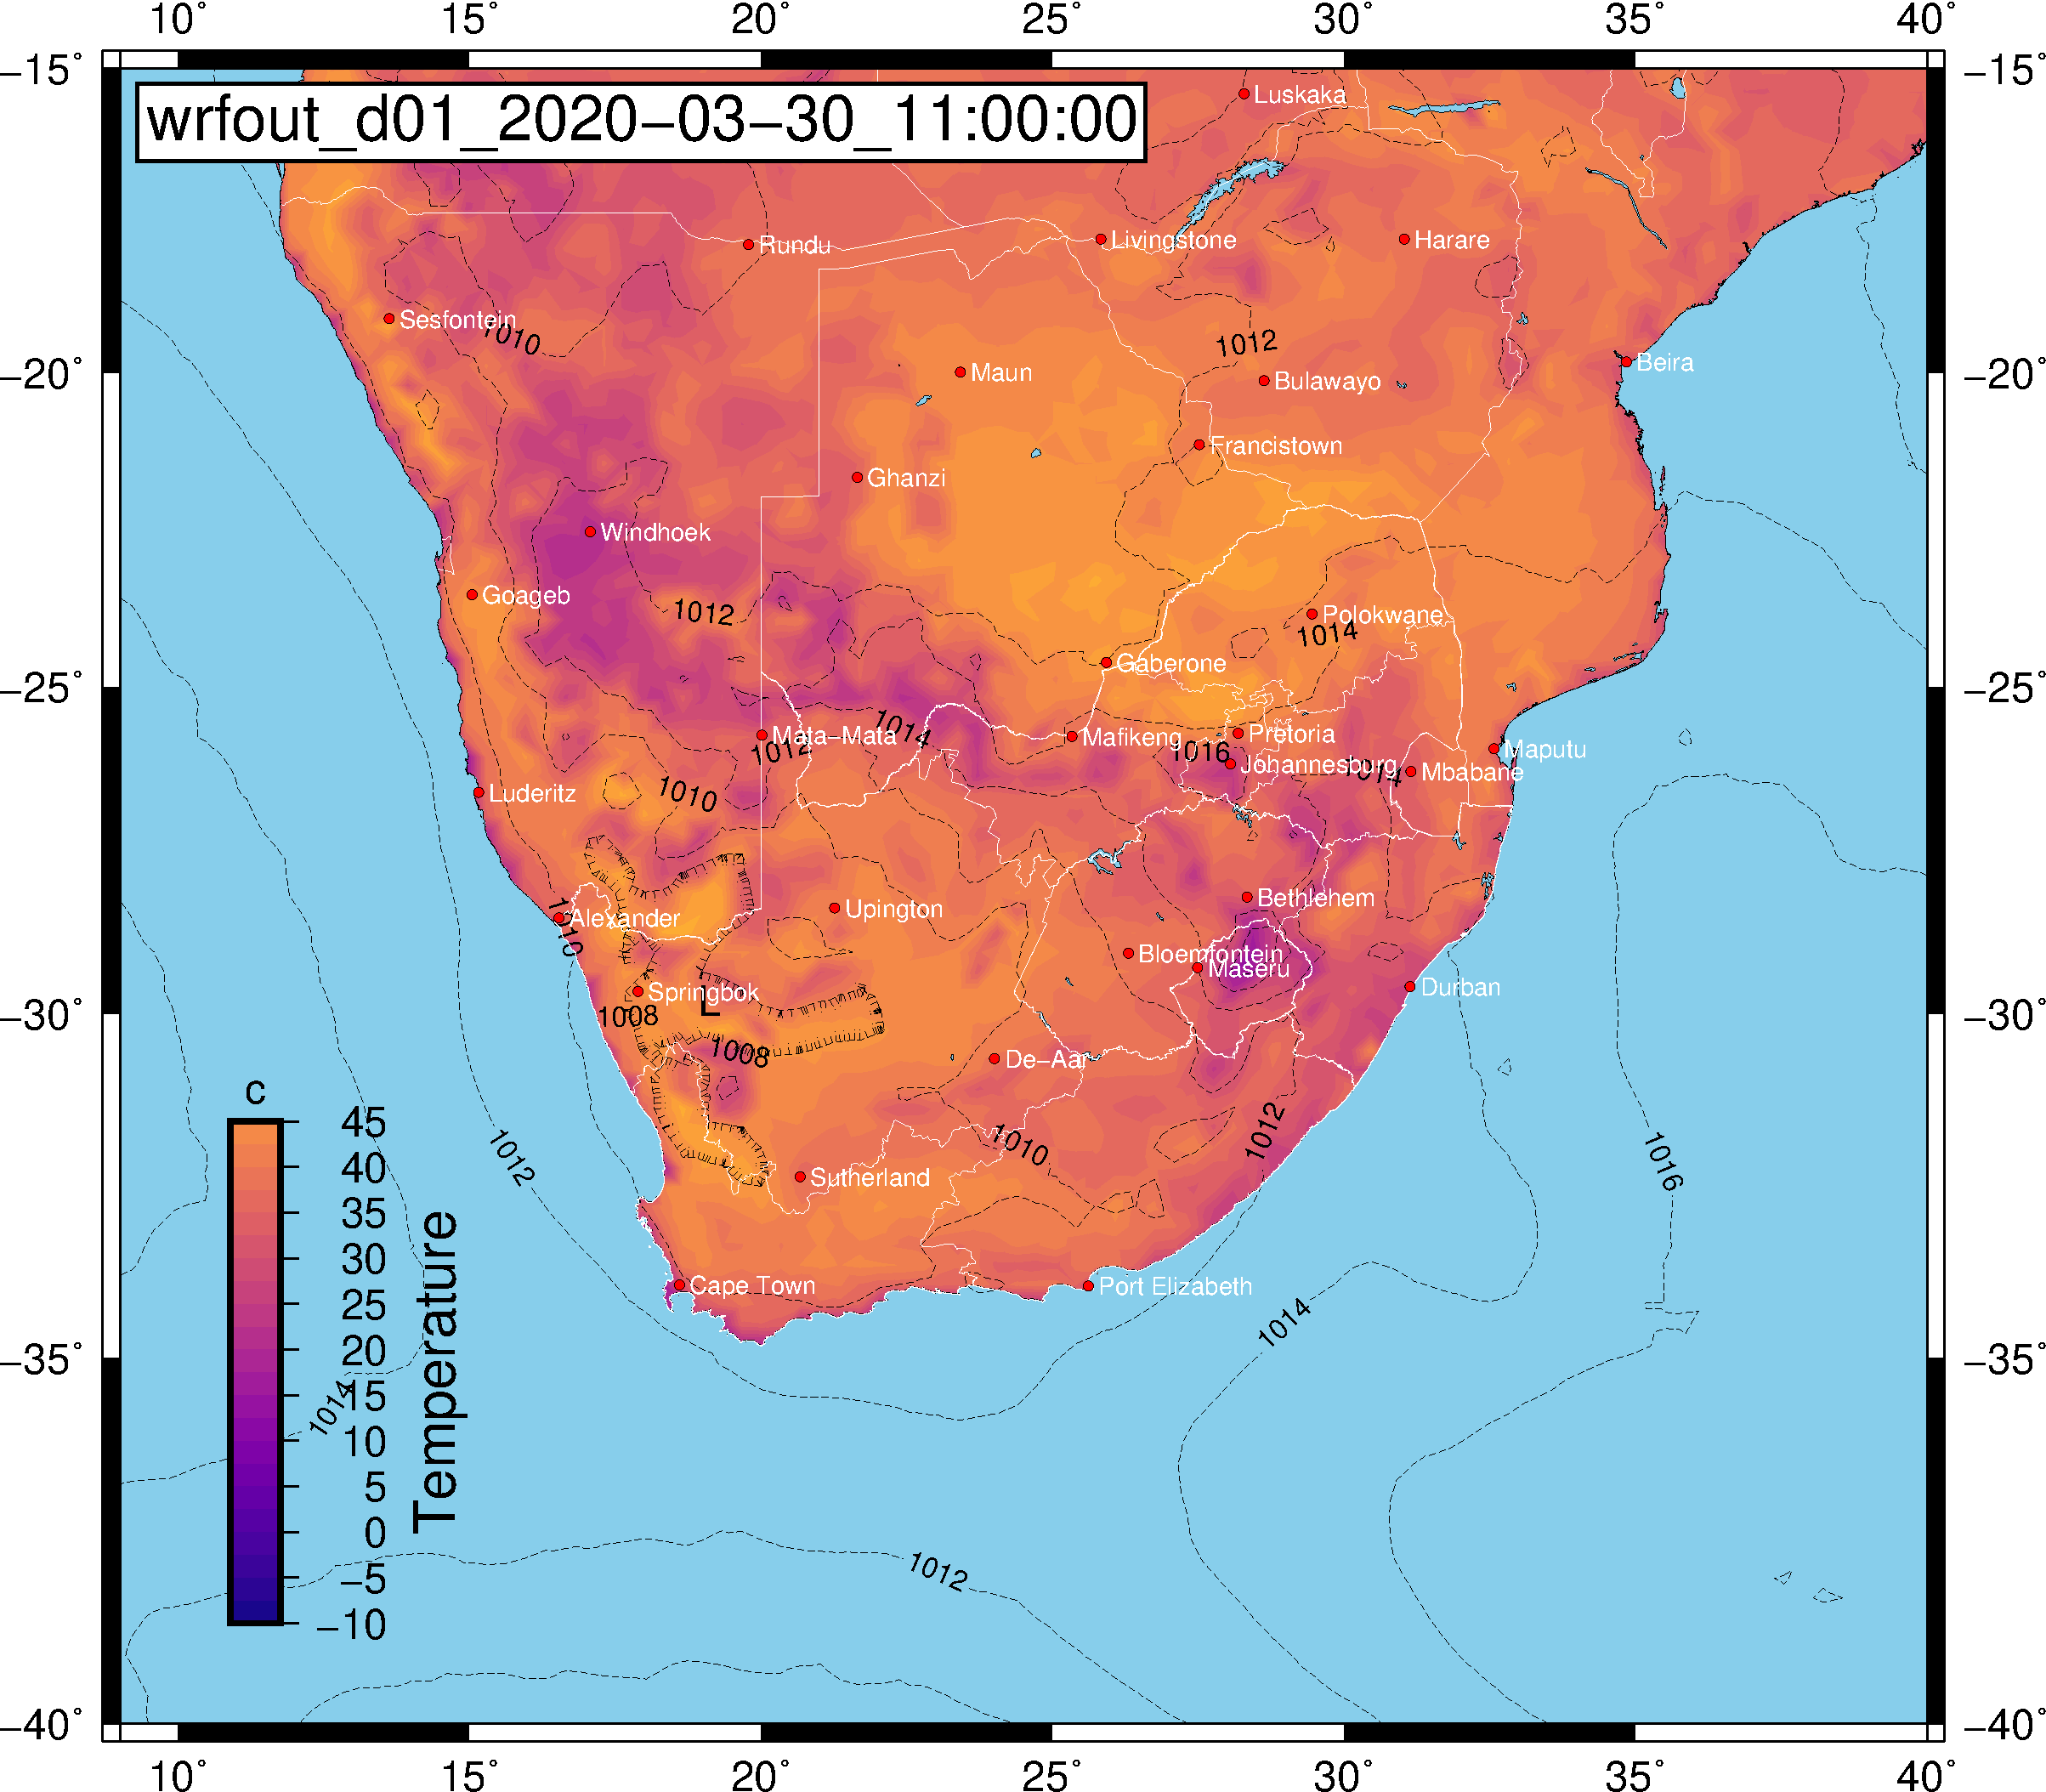 10° 15° 20° 25° 30° 35° 40°
−15° −15°
wrfout_d01_2020−03−30_11:00:00
Luskaka
Rundu
Livingstone
Harare
Sesfontein
1010
1012
Maun
Bulawayo
Beira
−20° −20°
Francistown
Ghanzi
Windhoek
Goageb
1012
Polokwane
1014
Gaberone
−25° −25°
Mata−Mata
1012
1014
Mafikeng
Pretoria
1016
Johannesburg
1014
Mbabane
Maputu
Luderitz
1010
Bethlehem
Alexander
1010
Upington
Bloemfontein
Maseru
Durban
Springbok
L
1008
−30° −30°
1008
De−Aar
1010
1012
1012
1016
Sutherland
Cape Town
Port Elizabeth
1014
−35° −35°
1014
c
45
40
35
30
25
20
15
10
5
0
−5
−10
Temperature
1012
−40° −40°
10° 15° 20° 25° 30° 35° 40°